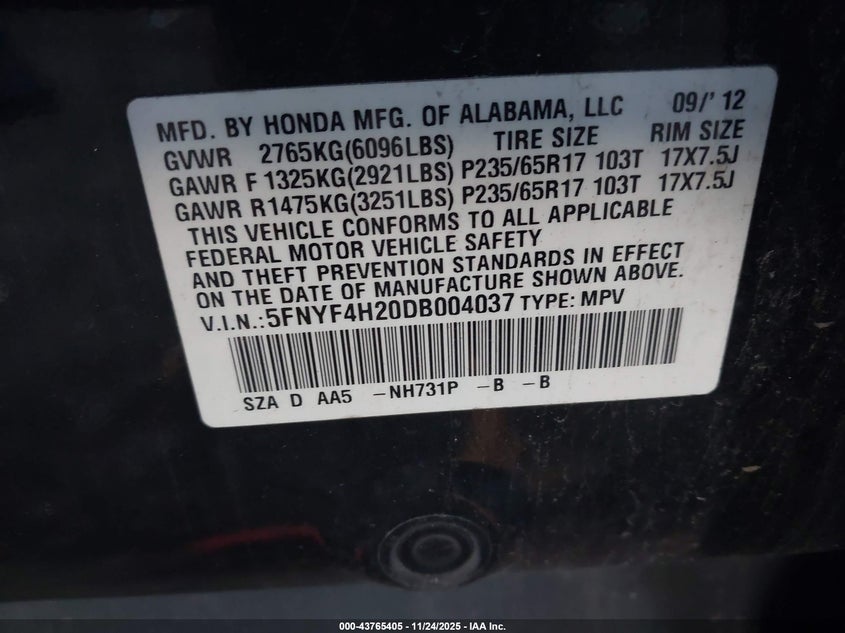 MFD. BY HONDA MFG. OF ALABAMA, LLC 09/'12
GVWR 2765KG(6096LBS) TIRE SIZE RIM SIZE
GAWR F 1325KG(2921LBS) P235/65R17 103T 17X7.5J
GAWR R1475KG(3251LBS) P235/65R17 103T 17X7.5J
THIS VEHICLE CONFORMS TO ALL APPLICABLE
FEDERAL MOTOR VEHICLE SAFETY
AND THEFT PREVENTION STANDARDS IN EFFECT
ON THE DATE OF MANUFACTURE SHOWN ABOVE.
V.I.N.:5FNYF4H20DB004037 TYPE: MPV
SZA D AA5 -NH731P -B -B
000-43765405 - 11/24/2025 - IAA Inc.